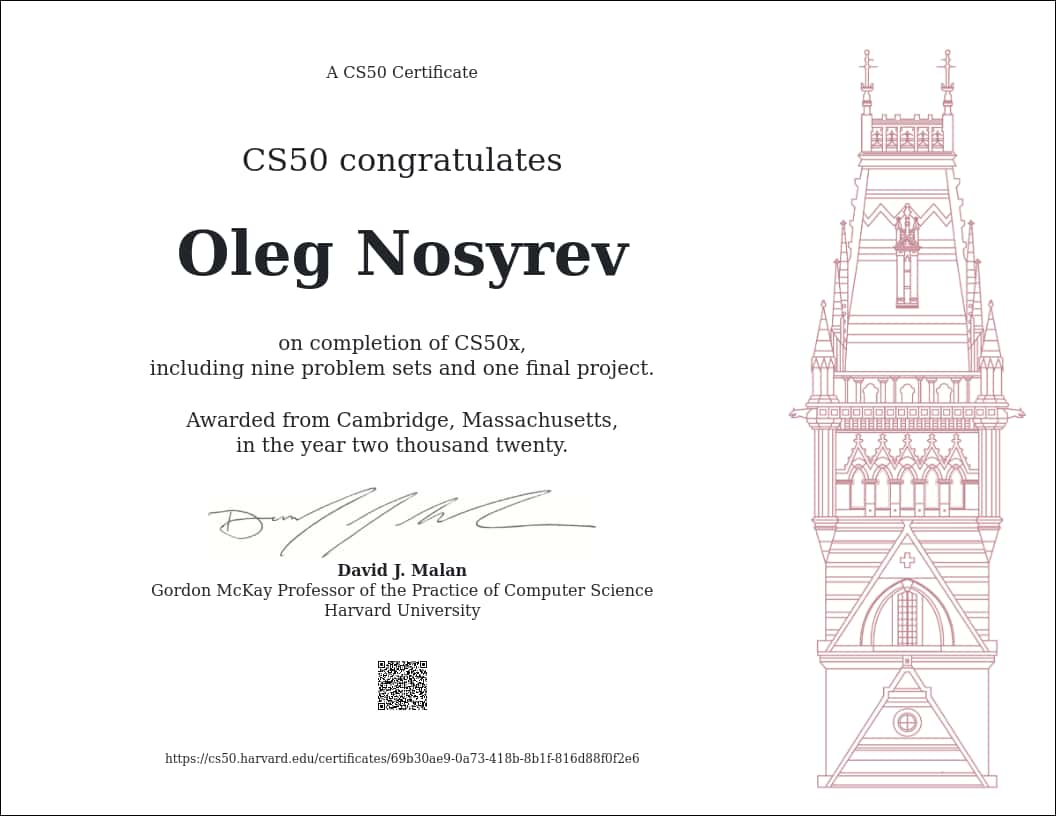 A CS50 Certificate
CS50 congratulates
Oleg Nosyrev
on completion of CS50x,
including nine problem sets and one final project.
Awarded from Cambridge, Massachusetts,
in the year two thousand twenty.
David J. Malan
Gordon McKay Professor of the Practice of Computer Science
Harvard University
https://cs50.harvard.edu/certificates/69b30ae9-0a73-418b-8b1f-816d88f0f2e6